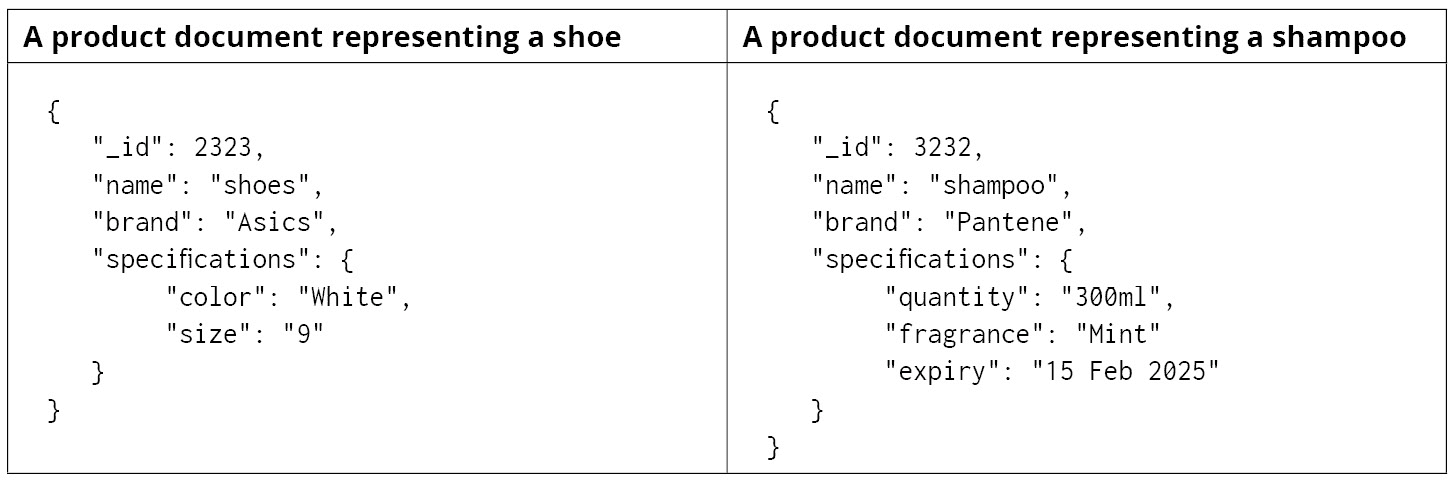 A product document representing a shoe
{
"_id": 2323,
"name": "shoes",
"brand": "Asics",
"specifications": {
"color": "White",
"size": "9"
}
}
A product document representing a shampoo
{
"_id": 3232,
"name": "shampoo",
"brand": "Pantene",
"specifications": {
"quantity": "300ml",
"fragrance": "Mint"
"expiry": "15 Feb 2025"
}
}